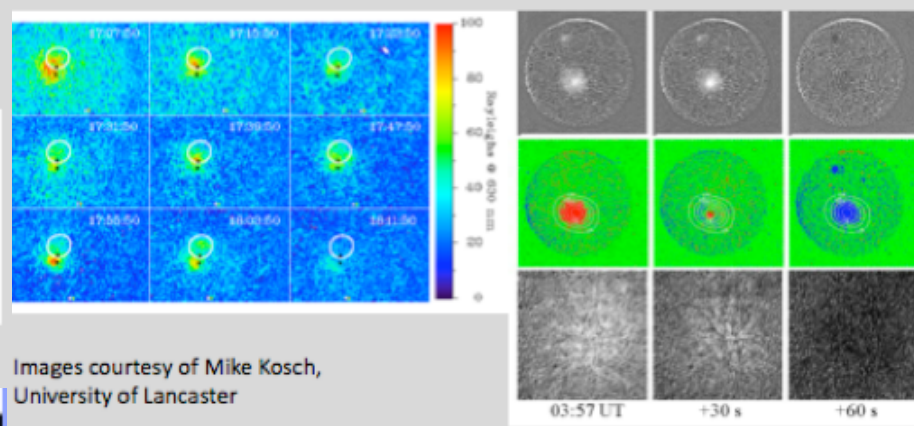 17:07:50 17:15:50 17:23:50
17:31:50 17:39:50 17:47:50
17:55:50 18:03:50 18:11:50
100
80
60
40
20
0
Rayleighs @ 630 nm
Images courtesy of Mike Kosch,
University of Lancaster
03:57 UT +30 s +60 s